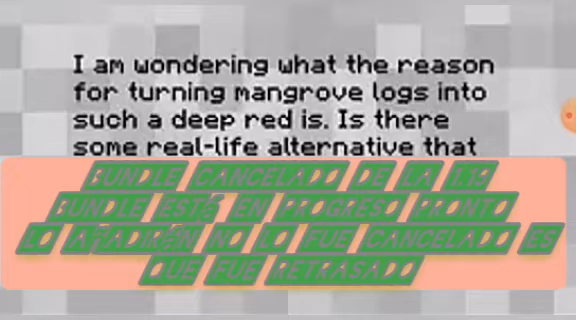 I am wondering what the reason
for turning mangrove logs into
such a deep red is. Is there
some real-life alternative that
BUNDLE CANCELADO DE LA 1.19
BUNDLE ESTÉ EN PROGRESO PRONTO
LO AÑADIRÉN NO LO FUE CANCELADO ES
QUE FUE RETRASADO